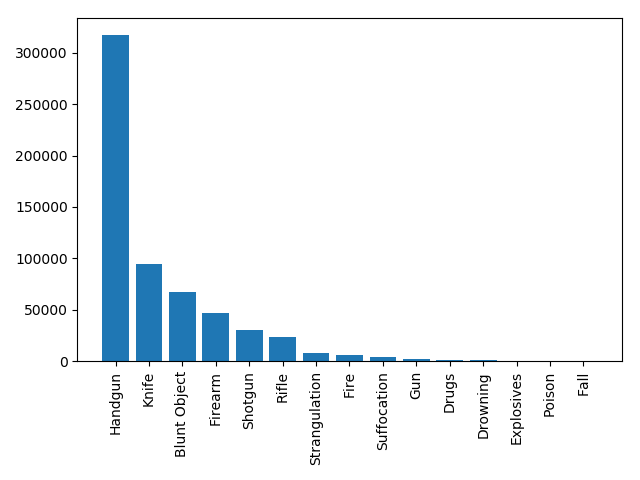 300000
250000
200000
150000
100000
50000
0
Handgun
Knife
Blunt Object
Firearm
Shotgun
Rifle
Strangulation
Fire
Suffocation
Gun
Drugs
Drowning
Explosives
Poison
Fall